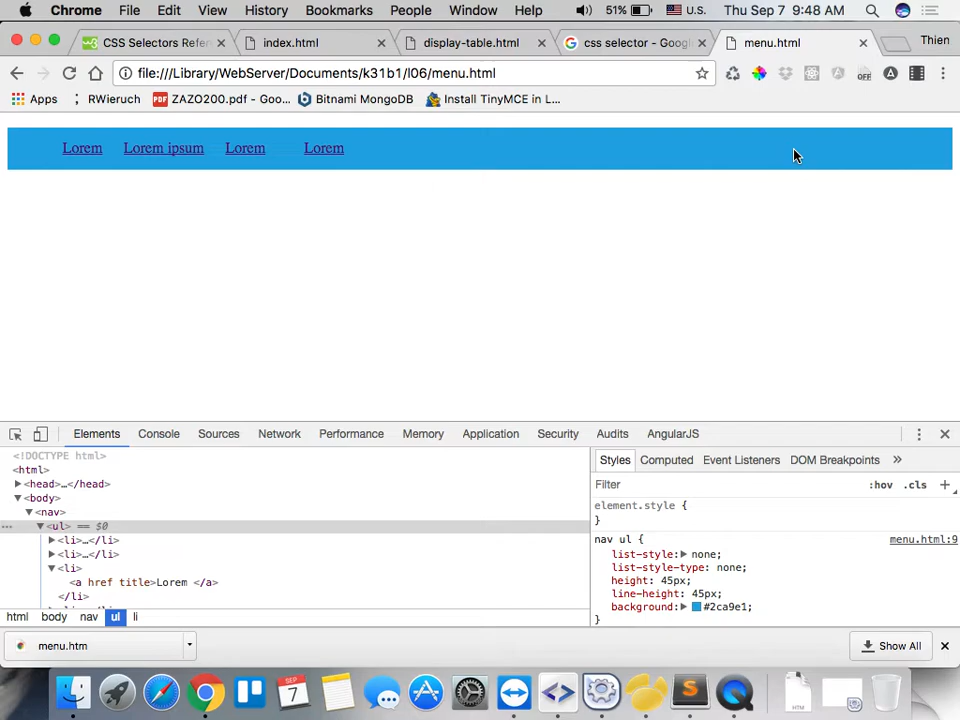 Chrome File Edit View History Bookmarks People Window Help 51% U.S. Thu Sep 7 9:48 AM
CSS Selectors Refer index.html display-table.html css selector - Google menu.html Thien
file:///Library/WebServer/Documents/k31b1/l06/menu.html
Apps RWieruch ZAZO200.pdf - Goo... Bitnami MongoDB Install TinyMCE in L...
Lorem Lorem ipsum Lorem Lorem
Elements Console Sources Network Performance Memory Application Security Audits AngularJS
<!DOCTYPE html>
<html>
<head>…</head>
<body>
<nav>
<ul> == $0
<li>…</li>
<li>…</li>
<li>
<a href title>Lorem </a>
</li>
html body nav ul li
Styles Computed Event Listeners DOM Breakpoints »
Filter :hov .cls +
element.style {
}
nav ul { menu.html:9
list-style: none;
list-style-type: none;
height: 45px;
line-height: 45px;
background: #2ca9e1;
}
menu.htm Show All
SEP
7